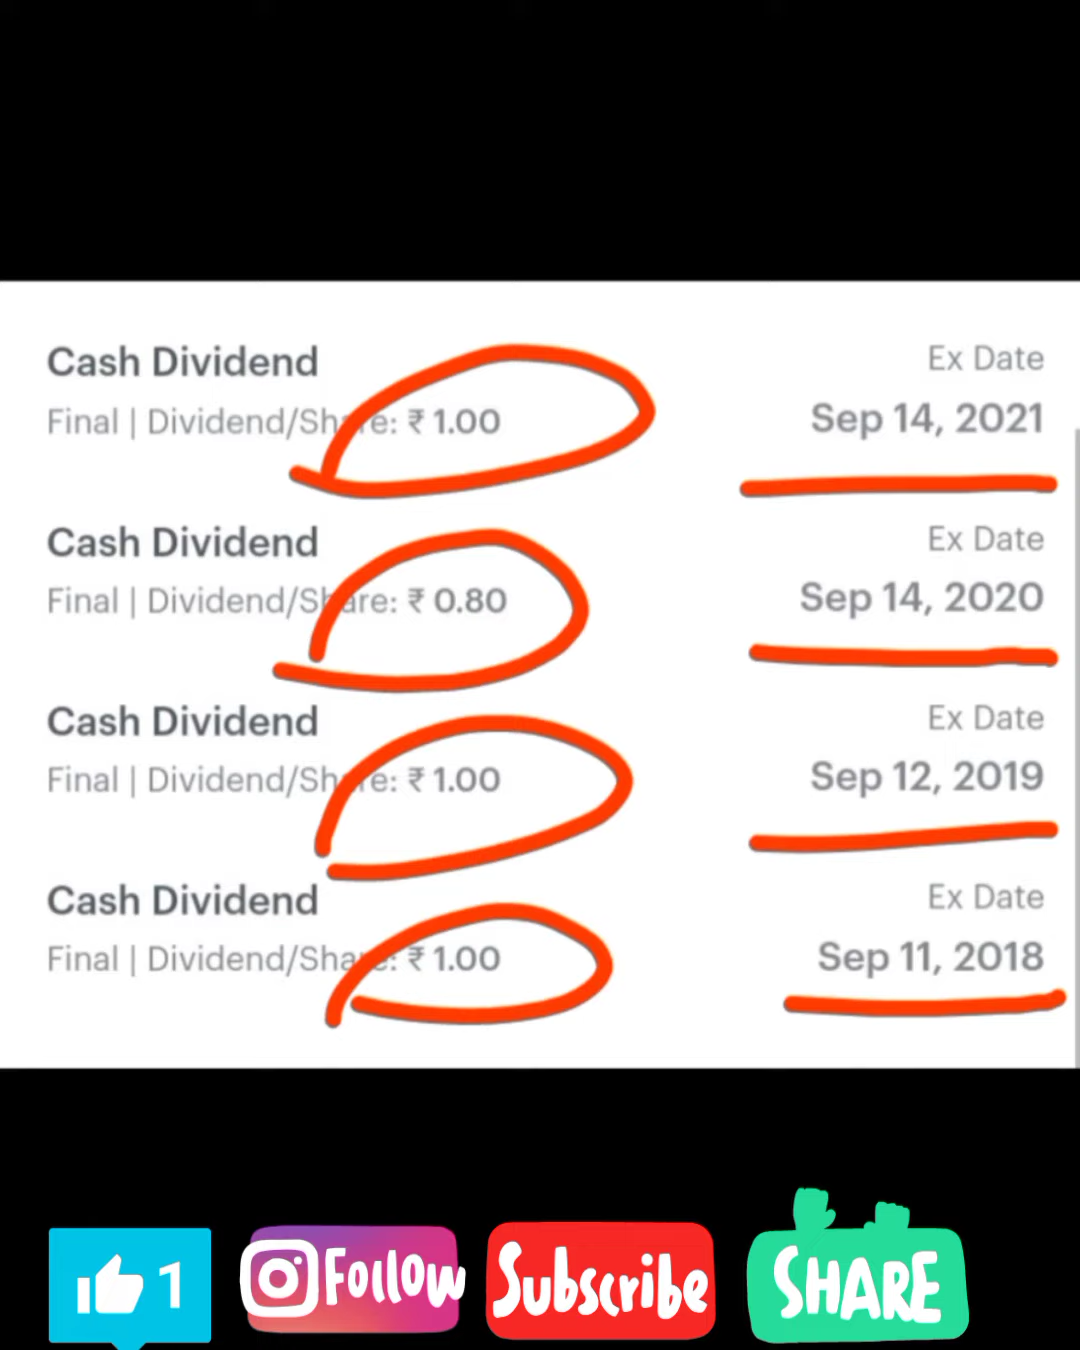 Cash Dividend
Ex Date
Final | Dividend/Share: ₹ 1.00
Sep 14, 2021
Cash Dividend
Ex Date
Final | Dividend/Share: ₹ 0.80
Sep 14, 2020
Cash Dividend
Ex Date
Final | Dividend/Share: ₹ 1.00
Sep 12, 2019
Cash Dividend
Ex Date
Final | Dividend/Share: ₹ 1.00
Sep 11, 2018
1 Follow Subscribe SHARE